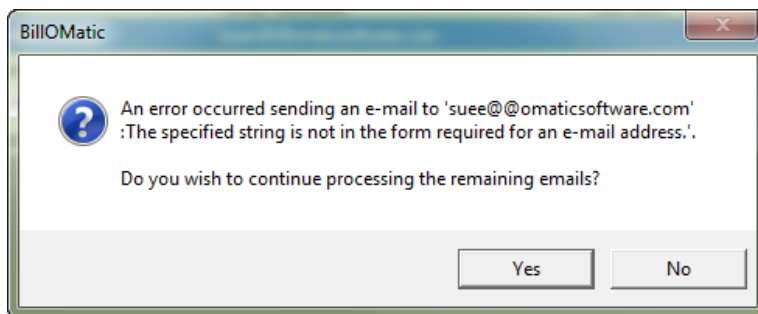 BillOMatic
An error occurred sending an e-mail to 'suee@@omaticsoftware.com'
:The specified string is not in the form required for an e-mail address.'.
Do you wish to continue processing the remaining emails?
Yes
No